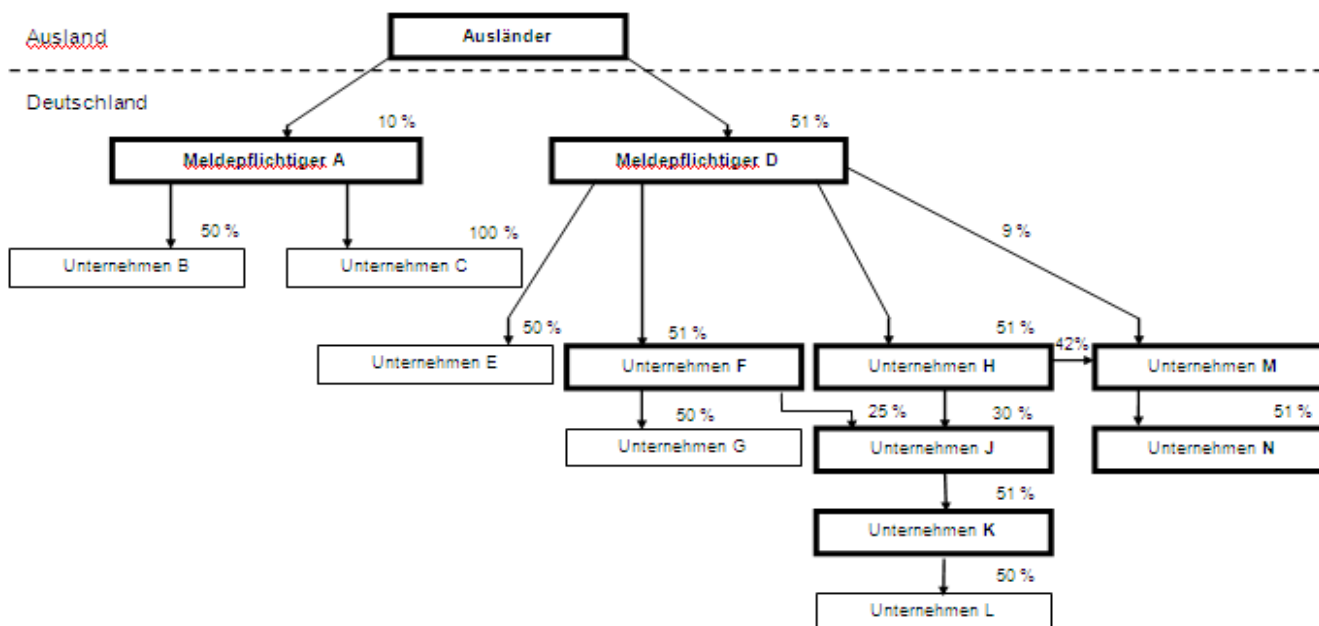 Ausland
Ausländer
Deutschland
10 %
51 %
Meldepflichtiger A
Meldepflichtiger D
50 %
100 %
9 %
Unternehmen B
Unternehmen C
50 %
51 %
51 %
42%
Unternehmen E
Unternehmen F
Unternehmen H
Unternehmen M
50 %
25 %
30 %
51 %
Unternehmen G
Unternehmen J
Unternehmen N
51 %
Unternehmen K
50 %
Unternehmen L